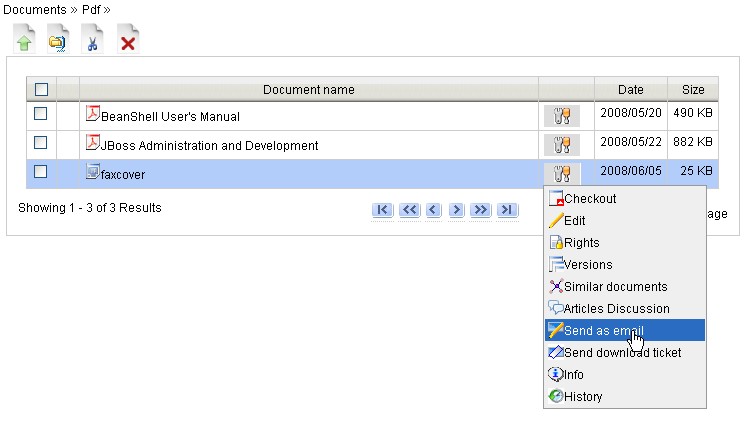 Documents » Pdf »
Document name Date Size
BeanShell User's Manual 2008/05/20 490 KB
JBoss Administration and Development 2008/05/22 882 KB
faxcover 2008/06/05 25 KB
Showing 1 - 3 of 3 Results age
Checkout
Edit
Rights
Versions
Similar documents
Articles Discussion
Send as email
Send download ticket
Info
History